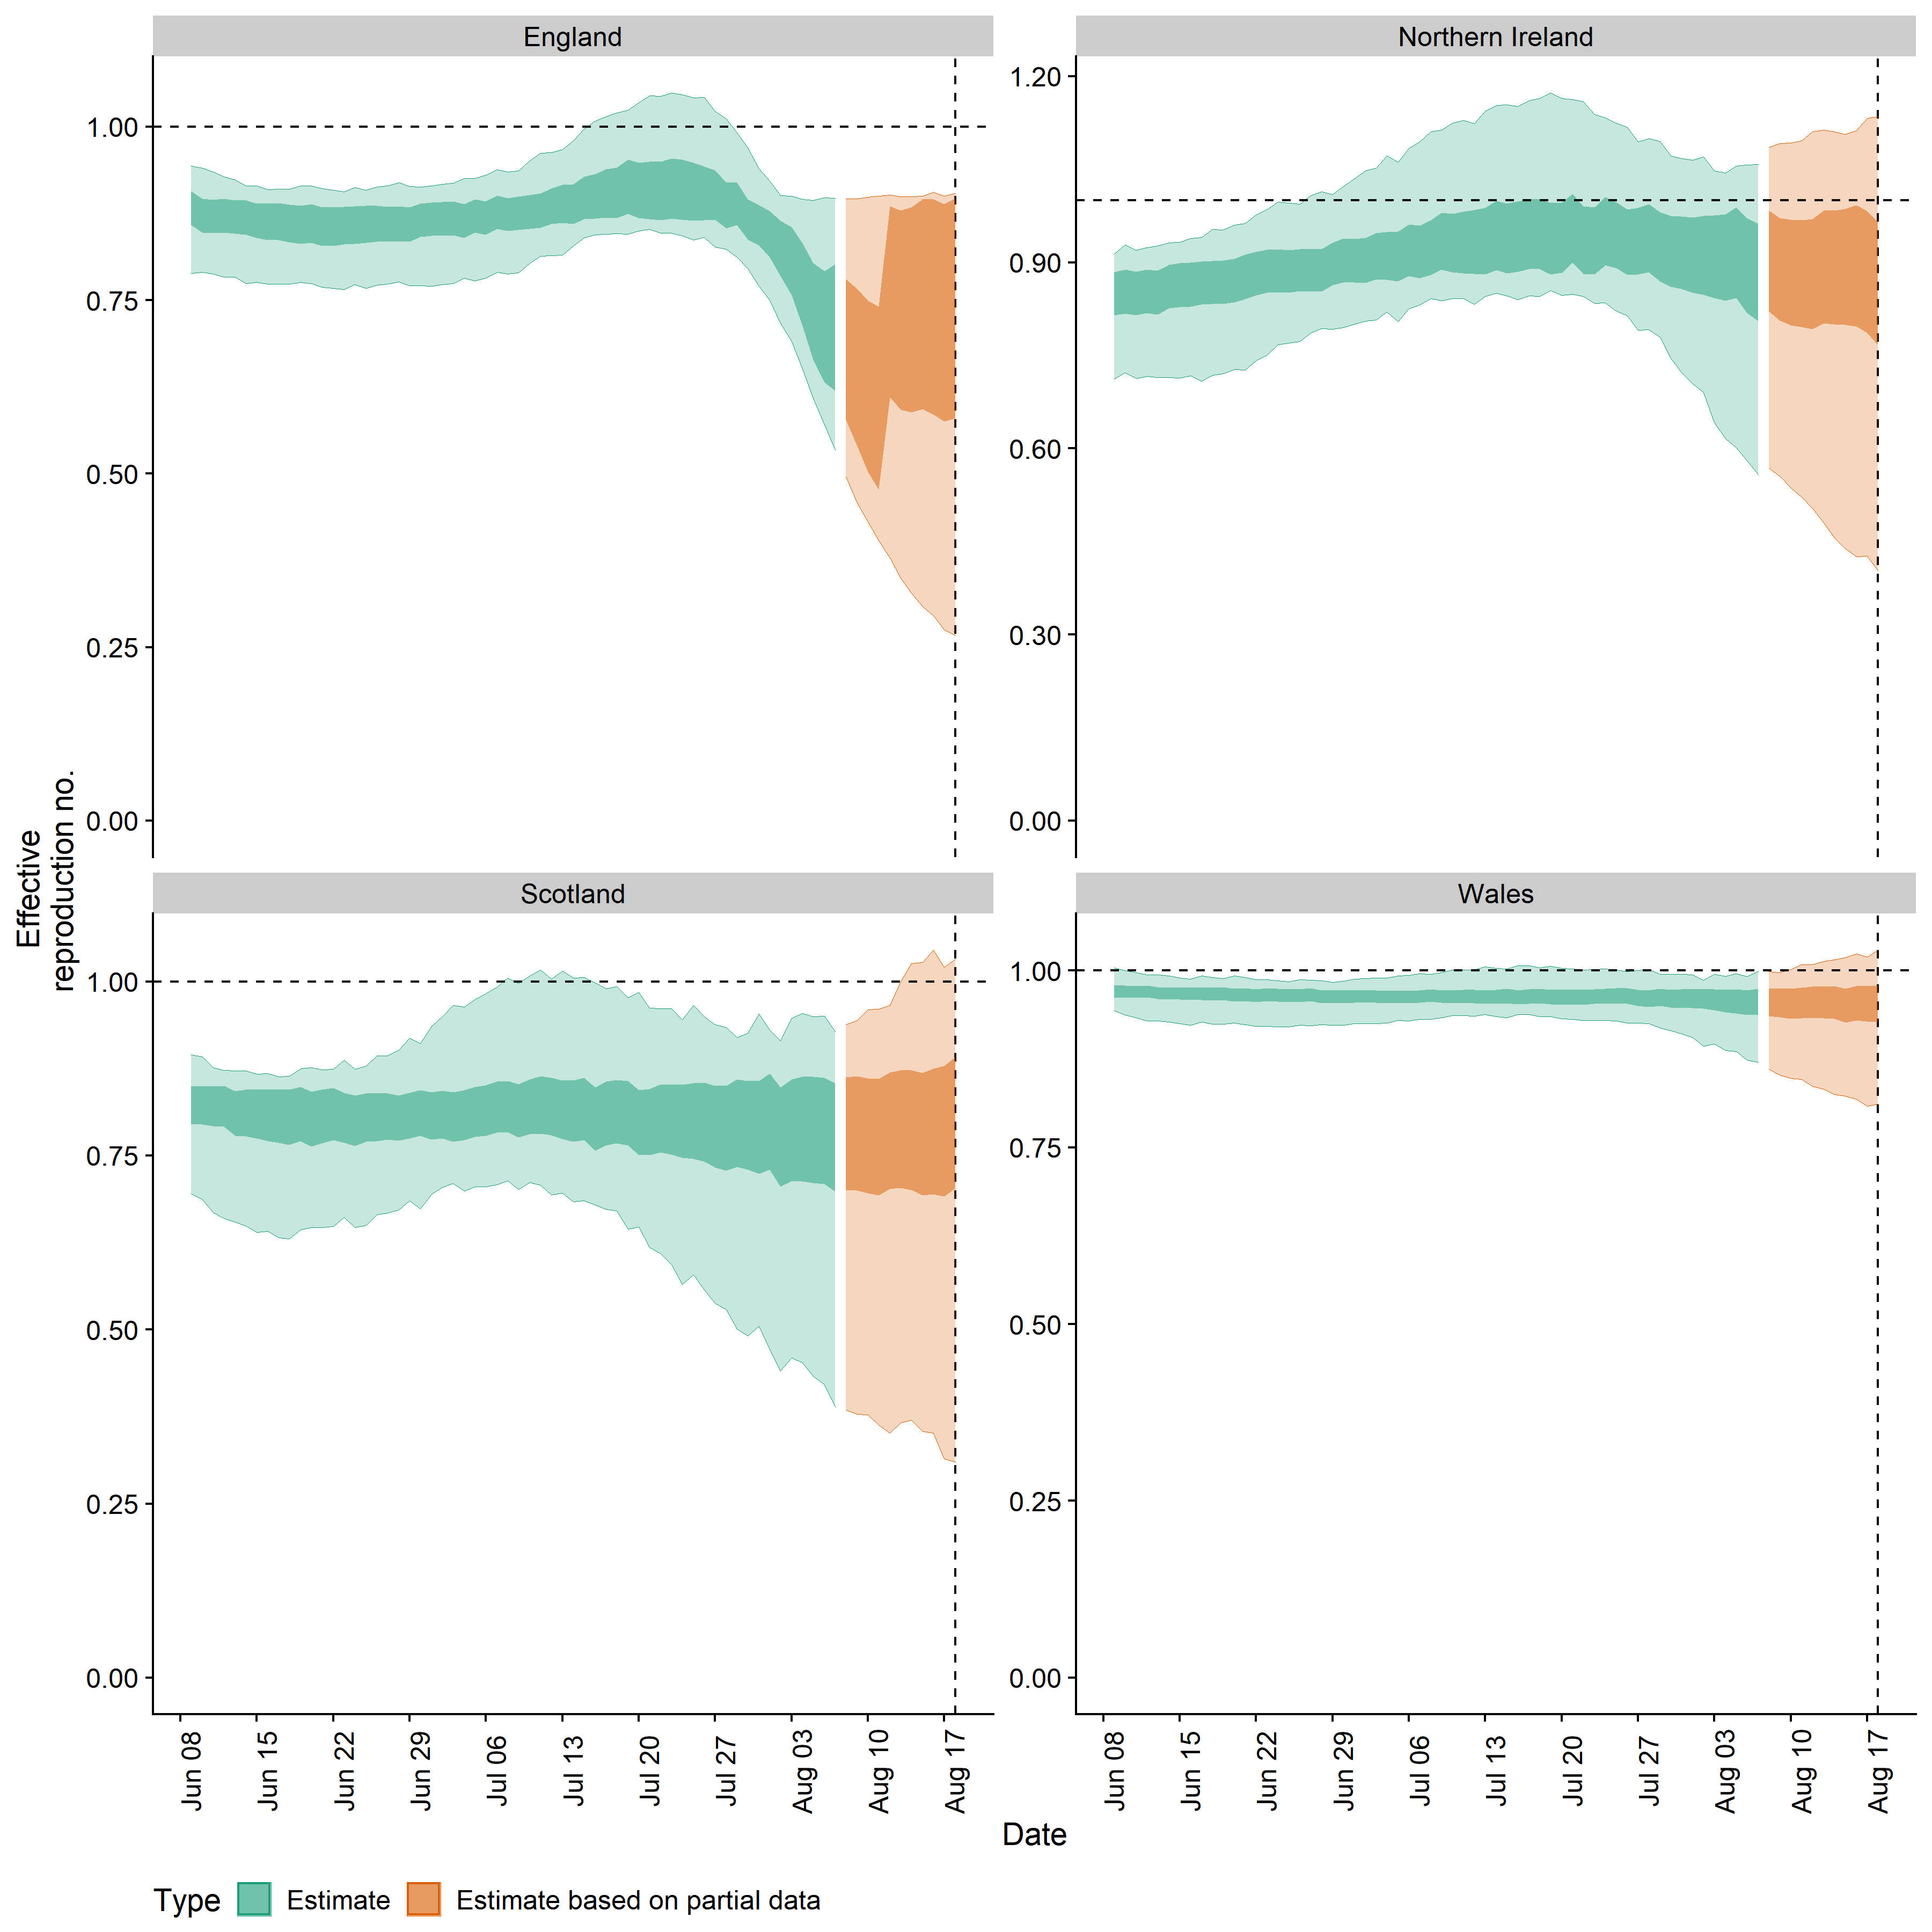 England
Northern Ireland
1.00
0.75
0.50
0.25
0.00
1.20
0.90
0.60
0.30
0.00
Effective
reproduction no.
Scotland
Wales
1.00
0.75
0.50
0.25
0.00
1.00
0.75
0.50
0.25
0.00
Jun 08
Jun 15
Jun 22
Jun 29
Jul 06
Jul 13
Jul 20
Jul 27
Aug 03
Aug 10
Aug 17
Jun 08
Jun 15
Jun 22
Jun 29
Jul 06
Jul 13
Jul 20
Jul 27
Aug 03
Aug 10
Aug 17
Date
Type Estimate Estimate based on partial data